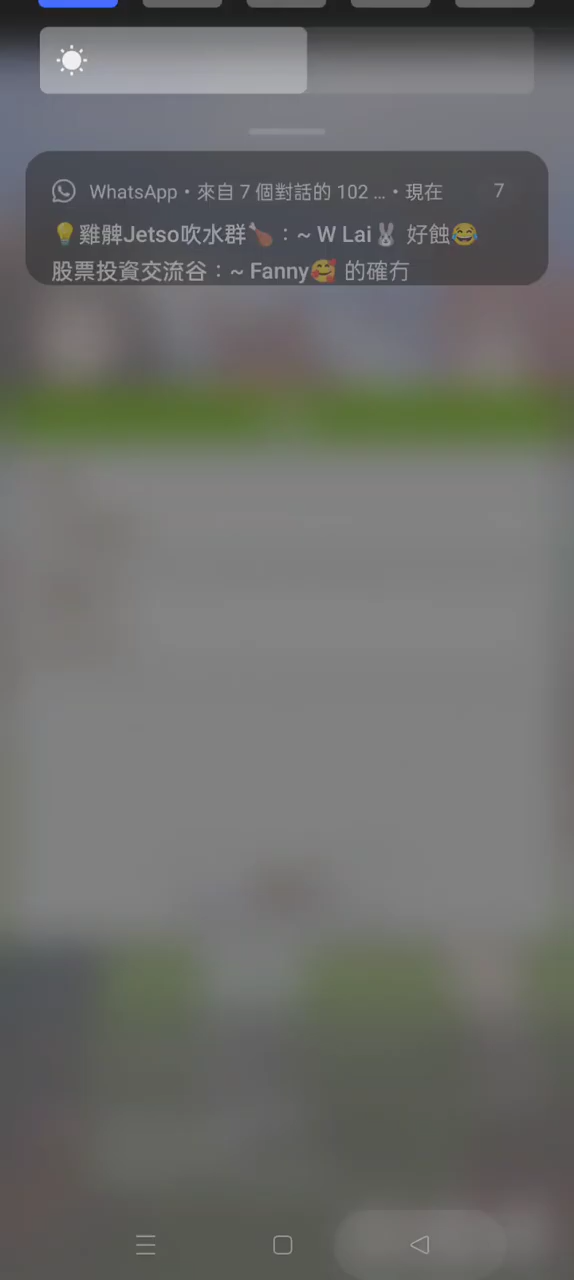 WhatsApp • 來自 7 個對話的 102 ... • 現在 7
💡雞髀Jetso吹水群🍗：~ W Lai🐰 好蝕😂
股票投資交流谷：~ Fanny🥰 的確冇